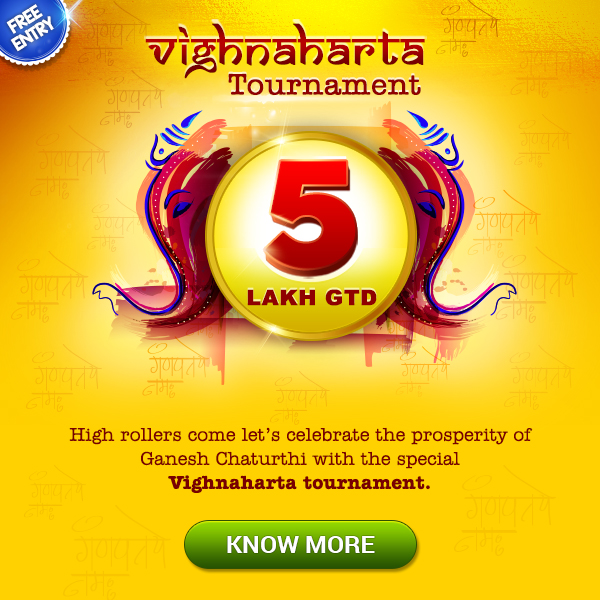 FREE
ENTRY
Vighnaharta
Tournament
5
LAKH GTD
High rollers come let's celebrate the prosperity of
Ganesh Chaturthi with the special
Vighnaharta tournament.
KNOW MORE